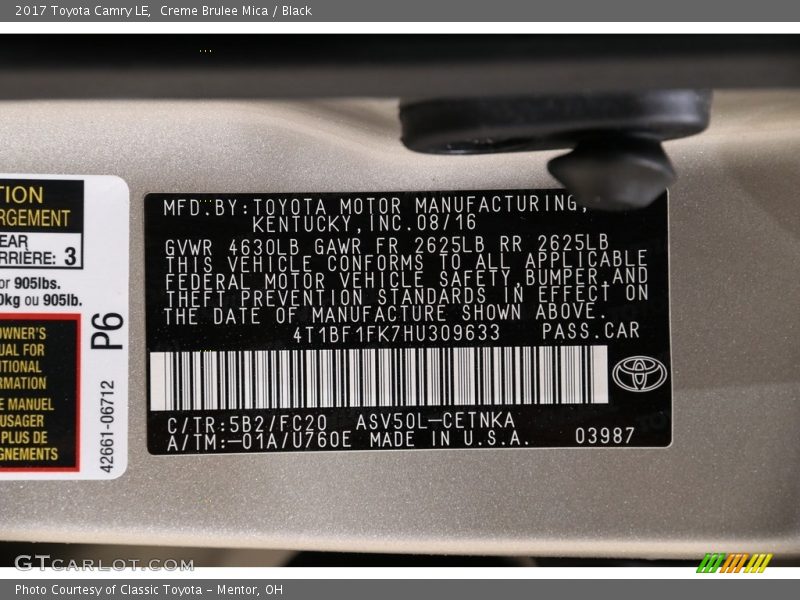 2017 Toyota Camry LE,  Creme Brulee Mica / Black
TION
RGEMENT
EAR
RRIÈRE: 3
or 905lbs.
0kg ou 905lb.
OWNER'S
UAL FOR
ITIONAL
RMATION
E MANUEL
USAGER
PLUS DE
GNEMENTS
P6
42661-06712
MFD.BY:TOYOTA MOTOR MANUFACTURING,
KENTUCKY,INC.08/16
GVWR 4630LB GAWR FR 2625LB RR 2625LB
THIS VEHICLE CONFORMS TO ALL APPLICABLE
FEDERAL MOTOR VEHICLE SAFETY,BUMPER,AND
THEFT PREVENTION STANDARDS IN EFFECT ON
THE DATE OF MANUFACTURE SHOWN ABOVE.
4T1BF1FK7HU309633 PASS.CAR
C/TR:5B2/FC20 ASV50L-CETNKA
A/TM:-01A/U760E MADE IN U.S.A. 03987
GTCARLOT.COM
Photo Courtesy of Classic Toyota - Mentor, OH